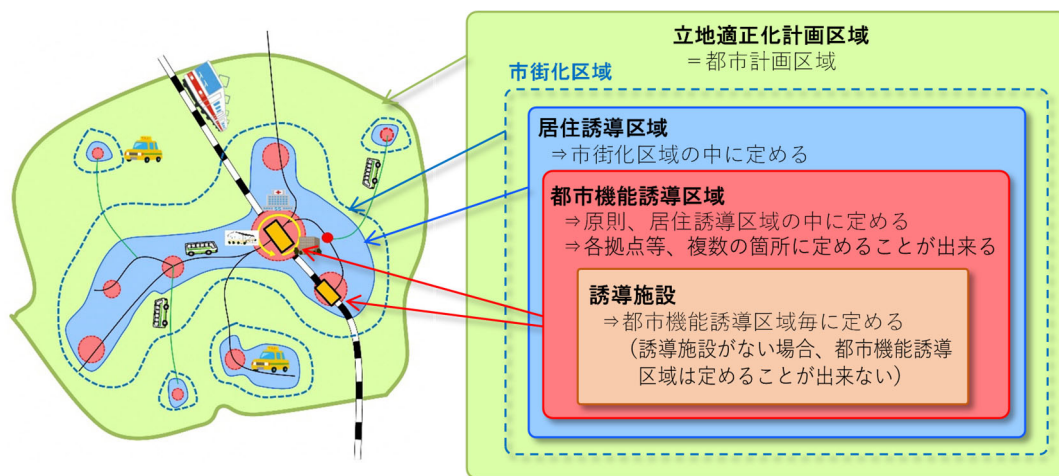 立地適正化計画区域
＝都市計画区域
市街化区域
居住誘導区域
⇒市街化区域の中に定める
都市機能誘導区域
⇒原則、居住誘導区域の中に定める
⇒各拠点等、複数の箇所に定めることが出来る
誘導施設
⇒都市機能誘導区域毎に定める
（誘導施設がない場合、都市機能誘導
区域は定めることが出来ない）